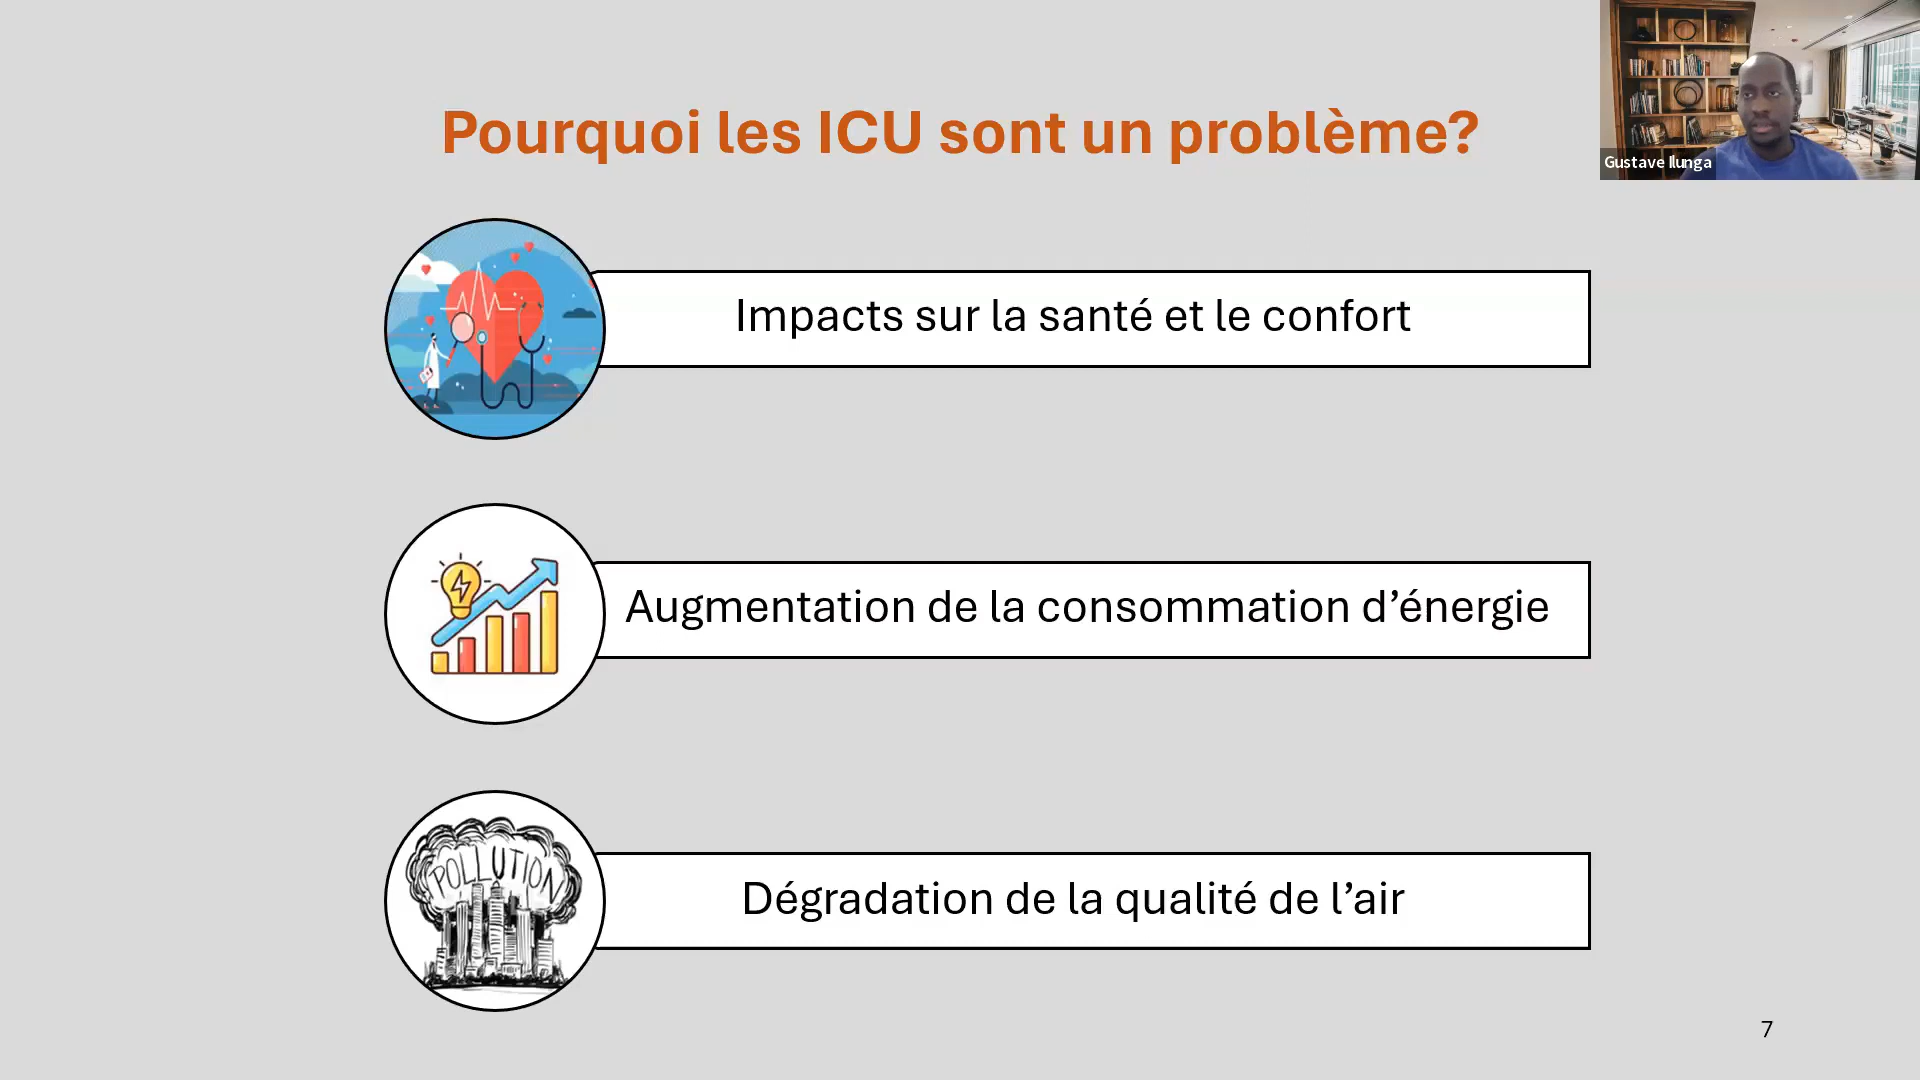 Pourquoi les ICU sont un problème?
Gustave Ilunga
Impacts sur la santé et le confort
Augmentation de la consommation d’énergie
POLLUTION
Dégradation de la qualité de l’air
7